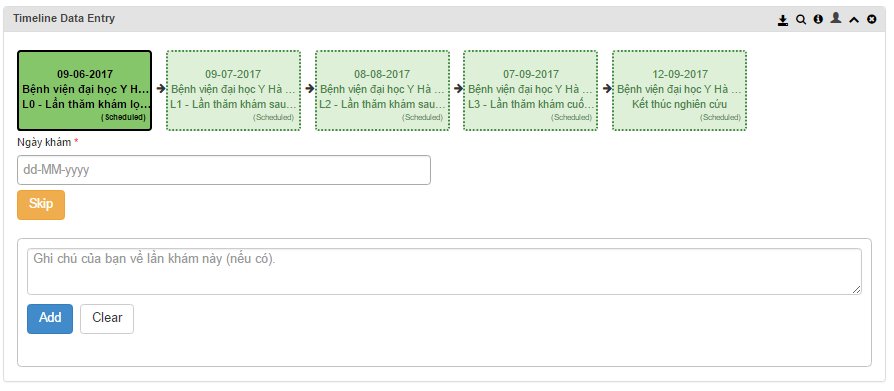 Timeline Data Entry
09-06-2017
Bệnh viện đại học Y Hà ...
L0 - Lần thăm khám lọ...
(Scheduled)
09-07-2017
Bệnh viện đại học Y Hà ...
L1 - Lần thăm khám sau...
(Scheduled)
08-08-2017
Bệnh viện đại học Y Hà ...
L2 - Lần thăm khám sau...
(Scheduled)
07-09-2017
Bệnh viện đại học Y Hà ...
L3 - Lần thăm khám cuố...
(Scheduled)
12-09-2017
Bệnh viện đại học Y Hà ...
Kết thúc nghiên cứu
(Scheduled)
Ngày khám *
dd-MM-yyyy
Skip
Ghi chú của bạn về lần khám này (nếu có).
Add
Clear